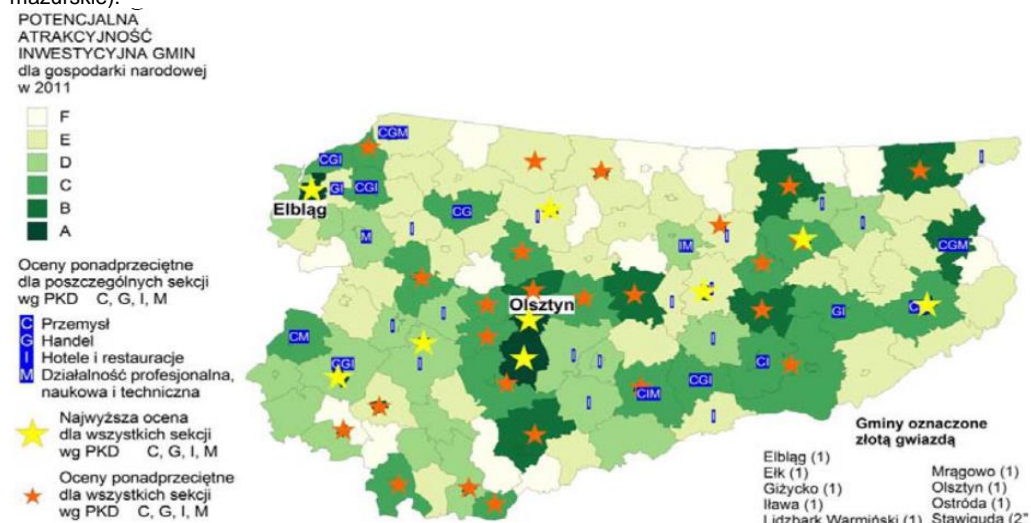 mazurskie).
POTENCJALNA
ATRAKCYJNOŚĆ
INWESTYCYJNA GMIN
dla gospodarki narodowej
w 2011
F
E
D
C
B
A
Oceny ponadprzeciętne
dla poszczególnych sekcji
wg PKD C, G, I, M
C Przemysł
G Handel
I Hotele i restauracje
M Działalność profesjonalna,
naukowa i techniczna
Najwyższa ocena
dla wszystkich sekcji
wg PKD C, G, I, M
Oceny ponadprzeciętne
dla wszystkich sekcji
wg PKD C, G, I, M
CGM
CGI
GI
CGI
I
Elbląg
CG
I
I
M
I
I
I
IM
I
CGM
Olsztyn
I
I
GI
C
CM
I
I
I
CGI
I
I
I
CI
CGI
CIM
I
I
Gminy oznaczone
złotą gwiazdą
Elbląg (1)
Ełk (1)
Giżycko (1)
Iława (1)
Lidzbark Warmiński (1)
Mrągowo (1)
Olsztyn (1)
Ostróda (1)
Stawiguda (2)